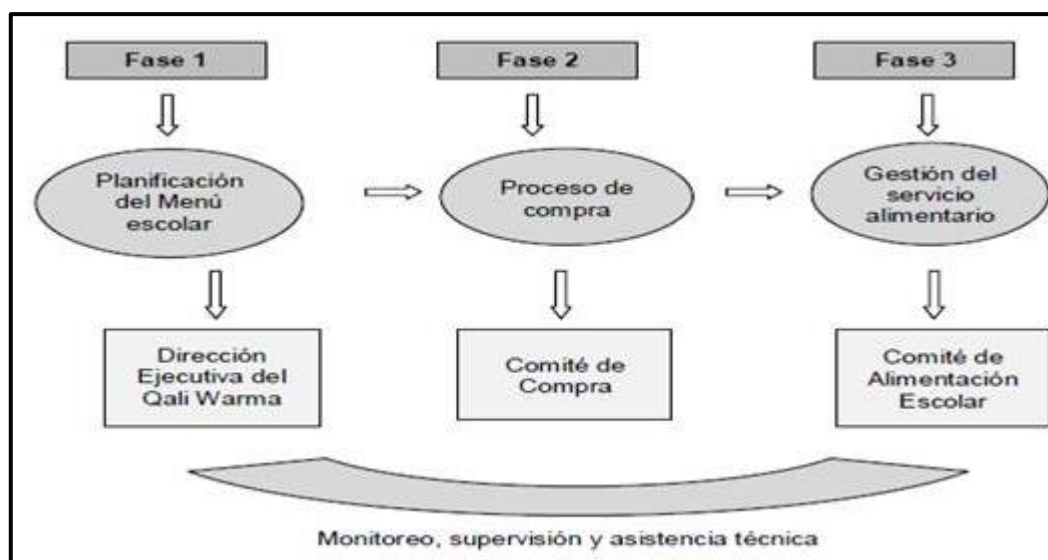 Fase 1
Fase 2
Fase 3
Planificación
del Menú
escolar
Proceso de
compra
Gestión del
servicio
alimentario
Dirección
Ejecutiva del
Qali Warma
Comité de
Compra
Comité de
Alimentación
Escolar
Monitoreo, supervisión y asistencia técnica